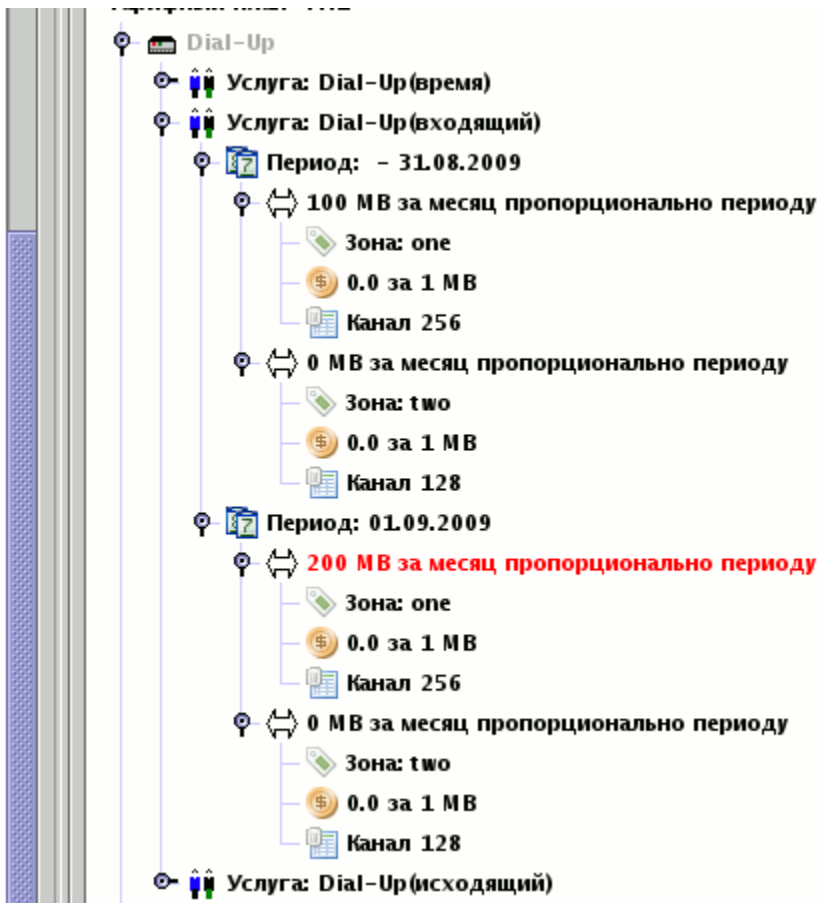 Dial-Up
Услуга: Dial-Up(время)
Услуга: Dial-Up(входящий)
Период:  - 31.08.2009
100 MB за месяц пропорционально периоду
Зона: one
0.0 за 1 MB
Канал 256
0 MB за месяц пропорционально периоду
Зона: two
0.0 за 1 MB
Канал 128
Период: 01.09.2009
200 MB за месяц пропорционально периоду
Зона: one
0.0 за 1 MB
Канал 256
0 MB за месяц пропорционально периоду
Зона: two
0.0 за 1 MB
Канал 128
Услуга: Dial-Up(исходящий)